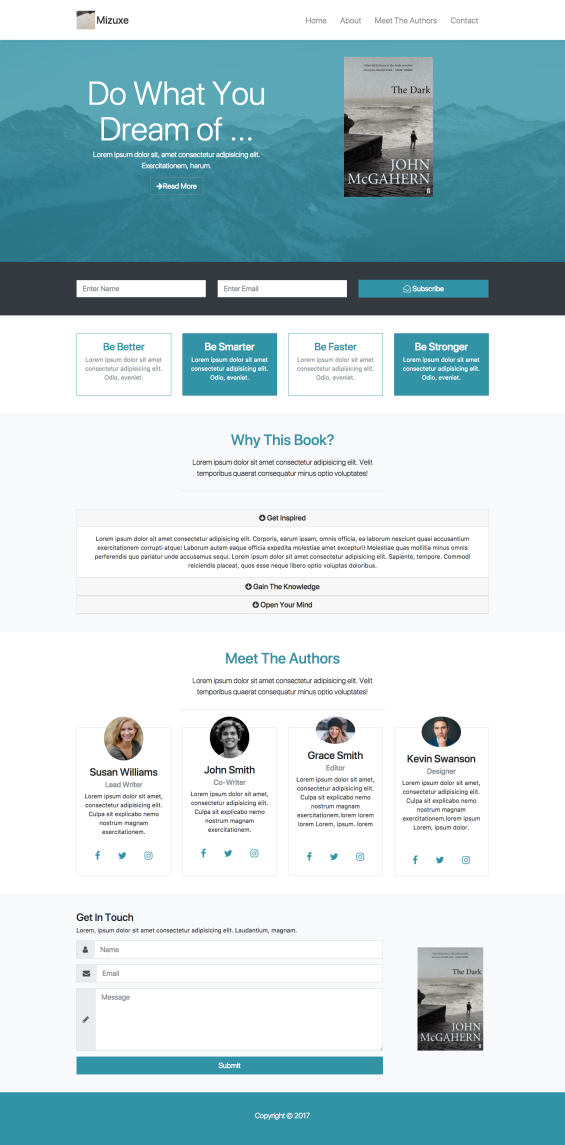 Mizuxe
Home
About
Meet The Authors
Contact
Do What You
Dream of ...
Lorem ipsum dolor sit, amet consectetur adipisicing elit.
Exercitationem, harum.
Read More
The Dark
JOHN
McGAHERN
Enter Name
Enter Email
Subscribe
Be Better
Lorem ipsum dolor sit amet
consectetur adipisicing elit.
Odio, eveniet.
Be Smarter
Lorem ipsum dolor sit amet
consectetur adipisicing elit.
Odio, eveniet.
Be Faster
Lorem ipsum dolor sit amet
consectetur adipisicing elit.
Odio, eveniet.
Be Stronger
Lorem ipsum dolor sit amet
consectetur adipisicing elit.
Odio, eveniet.
Why This Book?
Lorem ipsum dolor sit amet consectetur adipisicing elit. Velit
temporibus quaerat consequatur minus optio voluptates!
Get Inspired
Lorem ipsum dolor sit amet consectetur adipisicing elit. Corporis, earum ipsam, omnis officia, ea laborum nesciunt quasi accusantium
exercitationem corrupti atque! Laborum autem eaque officia expedita molestiae amet excepturi! Molestiae quas mollitia minus omnis
perferendis quo pariatur unde accusamus sequi. Lorem ipsum dolor sit amet consectetur adipisicing elit. Sapiente, tempore. Commodi
reiciendis placeat, quos esse neque libero optio voluptas doloribus.
Gain The Knowledge
Open Your Mind
Meet The Authors
Lorem ipsum dolor sit amet consectetur adipisicing elit. Velit
temporibus quaerat consequatur minus optio voluptates!
Susan Williams
Lead Writer
Lorem ipsum dolor sit amet,
consectetur adipisicing elit.
Culpa sit explicabo nemo
nostrum magnam
exercitationem.
John Smith
Co-Writer
Lorem ipsum dolor sit amet,
consectetur adipisicing elit.
Culpa sit explicabo nemo
nostrum magnam
exercitationem.
Grace Smith
Editor
Lorem ipsum dolor sit amet,
consectetur adipisicing elit.
Culpa sit explicabo nemo
nostrum magnam
exercitationem.lorem lorem
lorem Lorem, ipsum. lorem
Kevin Swanson
Designer
Lorem ipsum dolor sit amet,
consectetur adipisicing elit.
Culpa sit explicabo nemo
nostrum magnam
exercitationem.lorem ipsum
Lorem, ipsum dolor.
Get In Touch
Lorem, ipsum dolor sit amet consectetur adipisicing elit. Laudantium, magnam.
Name
Email
Message
Submit
The Dark
JOHN
McGAHERN
Copyright © 2017